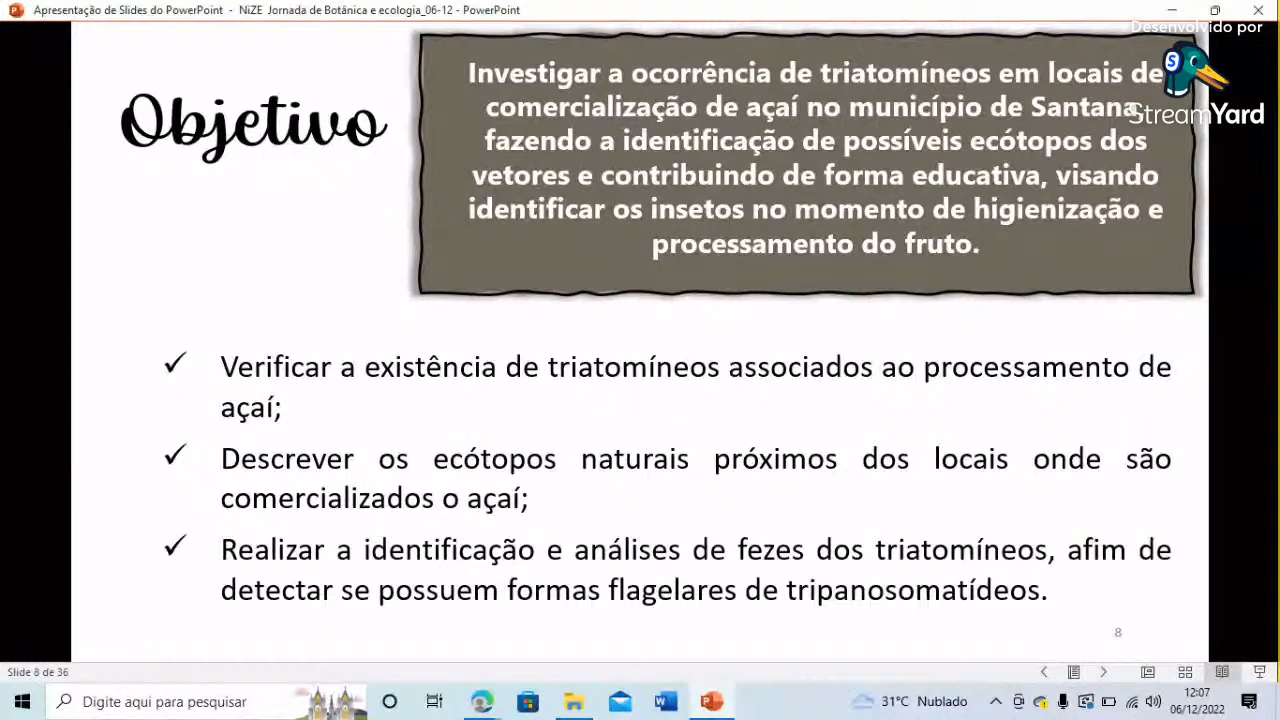 Apresentação de Slides do PowerPoint - NiZE Jornada de Botânica e ecologia_06-12 - PowerPoint
Desenvolvido por
StreamYard
Objetivo
Investigar a ocorrência de triatomíneos em locais de
comercialização de açaí no município de Santana
fazendo a identificação de possíveis ecótopos dos
vetores e contribuindo de forma educativa, visando
identificar os insetos no momento de higienização e
processamento do fruto.
✓ Verificar a existência de triatomíneos associados ao processamento de
açaí;
✓ Descrever os ecótopos naturais próximos dos locais onde são
comercializados o açaí;
✓ Realizar a identificação e análises de fezes dos triatomíneos, afim de
detectar se possuem formas flagelares de tripanosomatídeos.
8
Slide 8 de 36
Digite aqui para pesquisar
31°C Nublado
12:07
06/12/2022